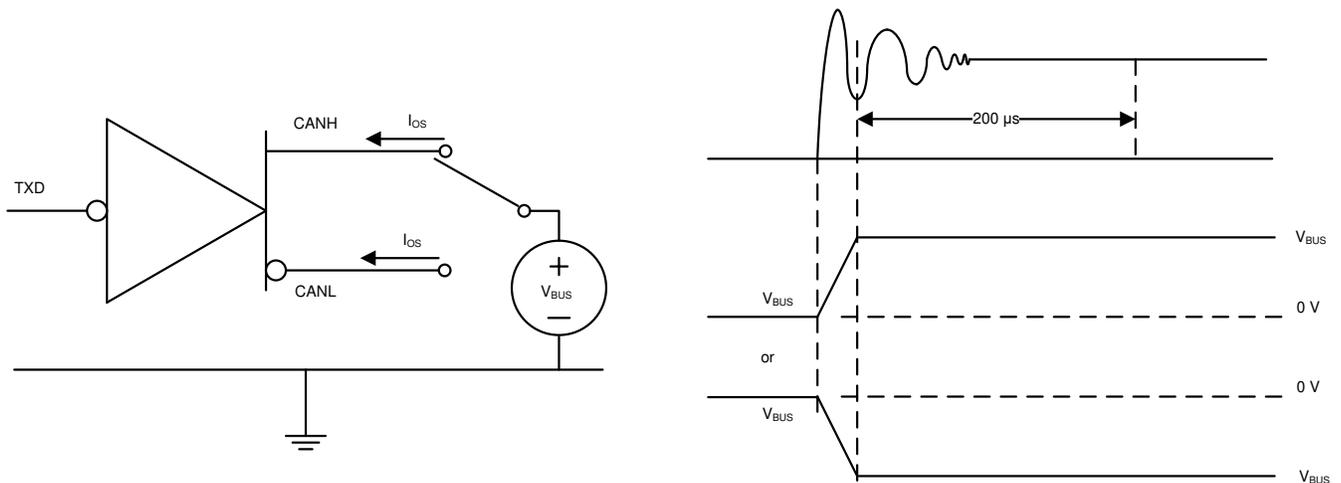 CANH
I_OS
TXD
I_OS
CANL
+
V_BUS
−
200 µs
V_BUS
V_BUS
0 V
or
0 V
V_BUS
V_BUS